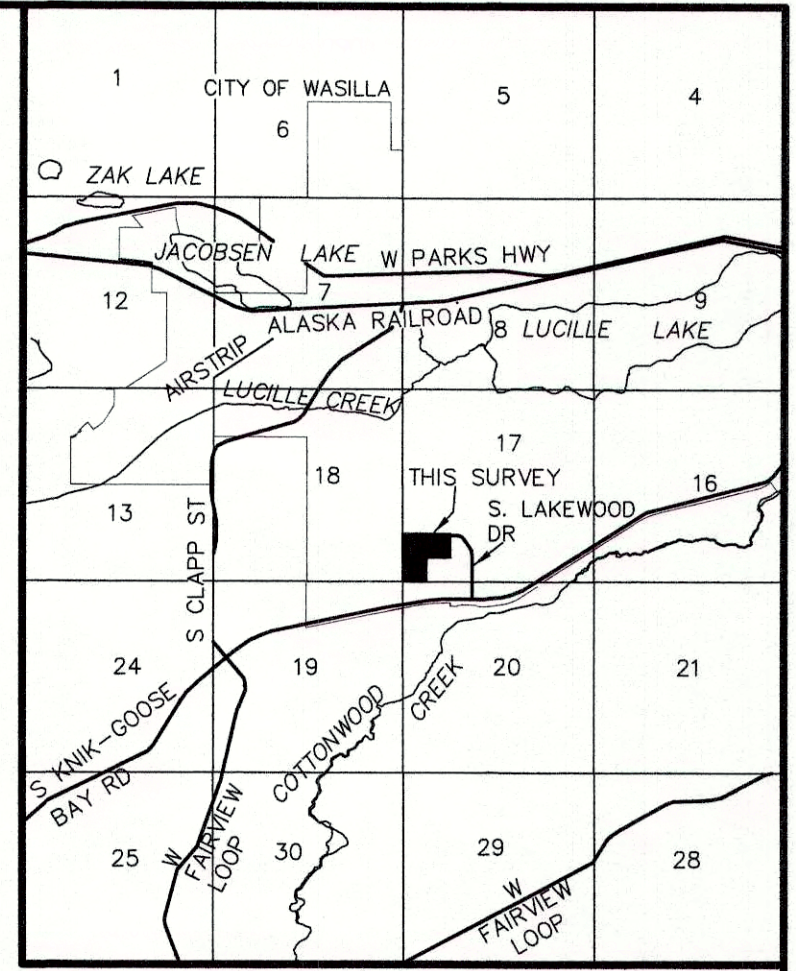 1
CITY OF WASILLA
6
5
4
ZAK LAKE
JACOBSEN LAKE
W PARKS HWY
12
7
ALASKA RAILROAD
8
LUCILLE LAKE
9
AIRSTRIP
LUCILLE CREEK
17
18
THIS SURVEY
16
13
S. LAKEWOOD
DR
S CLAPP ST
24
19
20
21
COTTONWOOD
CREEK
S KNIK-GOOSE
BAY RD
25
W
FAIRVIEW
LOOP
30
29
28
W
FAIRVIEW
LOOP